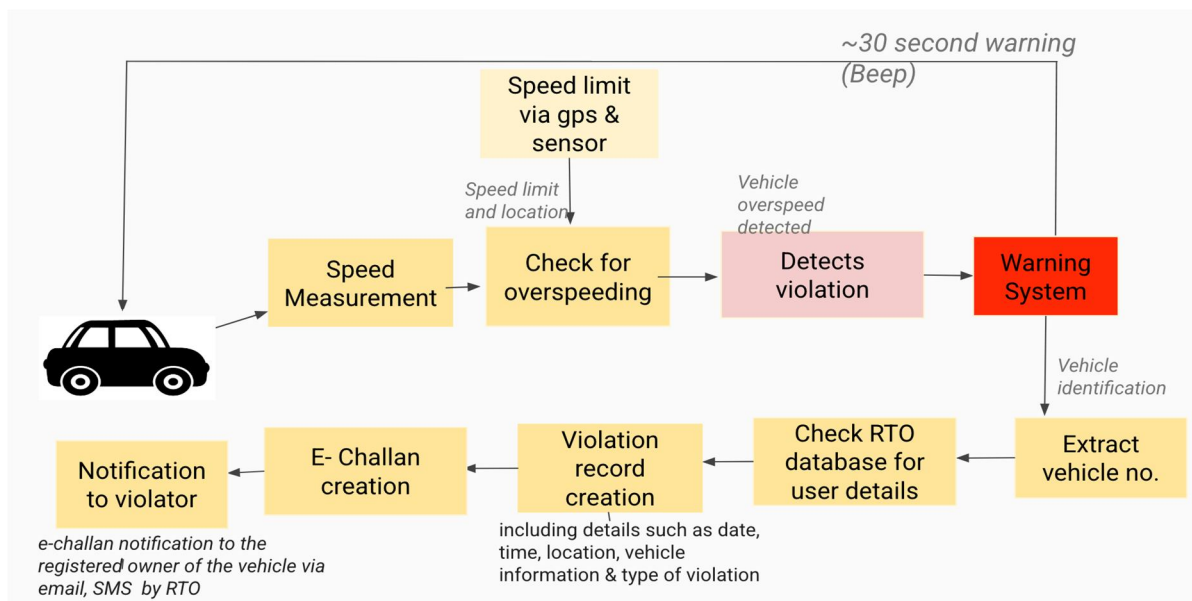 ~30 second warning
(Beep)
Speed limit
via gps &
sensor
Speed limit
and location
Vehicle
overspeed
detected
Speed
Measurement
Check for
overspeeding
Detects
violation
Warning
System
Vehicle
identification
Extract
vehicle no.
Check RTO
database for
user details
Violation
record
creation
including details such as date,
time, location, vehicle
information & type of violation
E- Challan
creation
Notification
to violator
e-challan notification to the
registered owner of the vehicle via
email, SMS by RTO